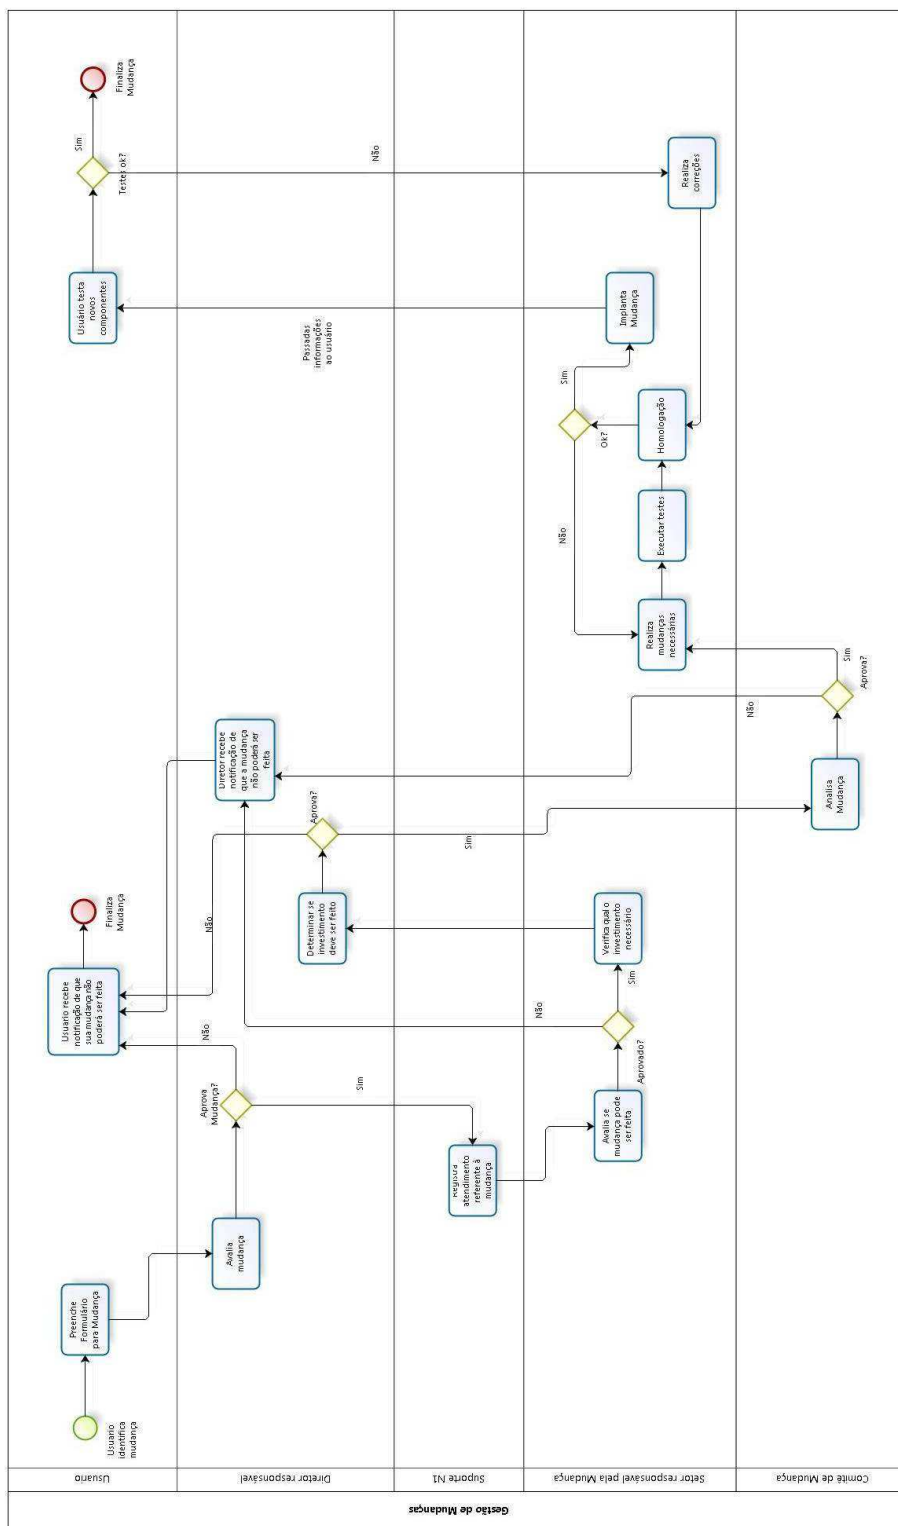 Gestão de Mudanças
Usuario
Diretor responsável
Suporte N1
Setor responsável pela Mudança
Comitê de Mudança
Usuario
identifica
mudança
Preenche
Formulário
para Mudança
Avalia
mudança
Aprova
Mudança?
Não
Sim
Usuario recebe
notificação de que
sua mudança não
poderá ser feita
Finaliza
Mudança
Registra
atendimento
referente à
mudança
Avalia se
mudança pode
ser feita
Aprovado?
Não
Sim
Verifica qual o
investimento
necessário
Determinar se
investimento
deve ser feito
Aprova?
Não
Sim
Diretor recebe
notificação de
que a mudança
não poderá ser
feita
Analisa
Mudança
Aprova?
Não
Sim
Realiza
mudanças
necessárias
Executar testes
Homologação
Ok?
Não
Sim
Implanta
Mudança
Passadas
informações
ao usuário
Usuário testa
novos
componentes
Testes ok?
Sim
Não
Finaliza
Mudança
Realiza
correções